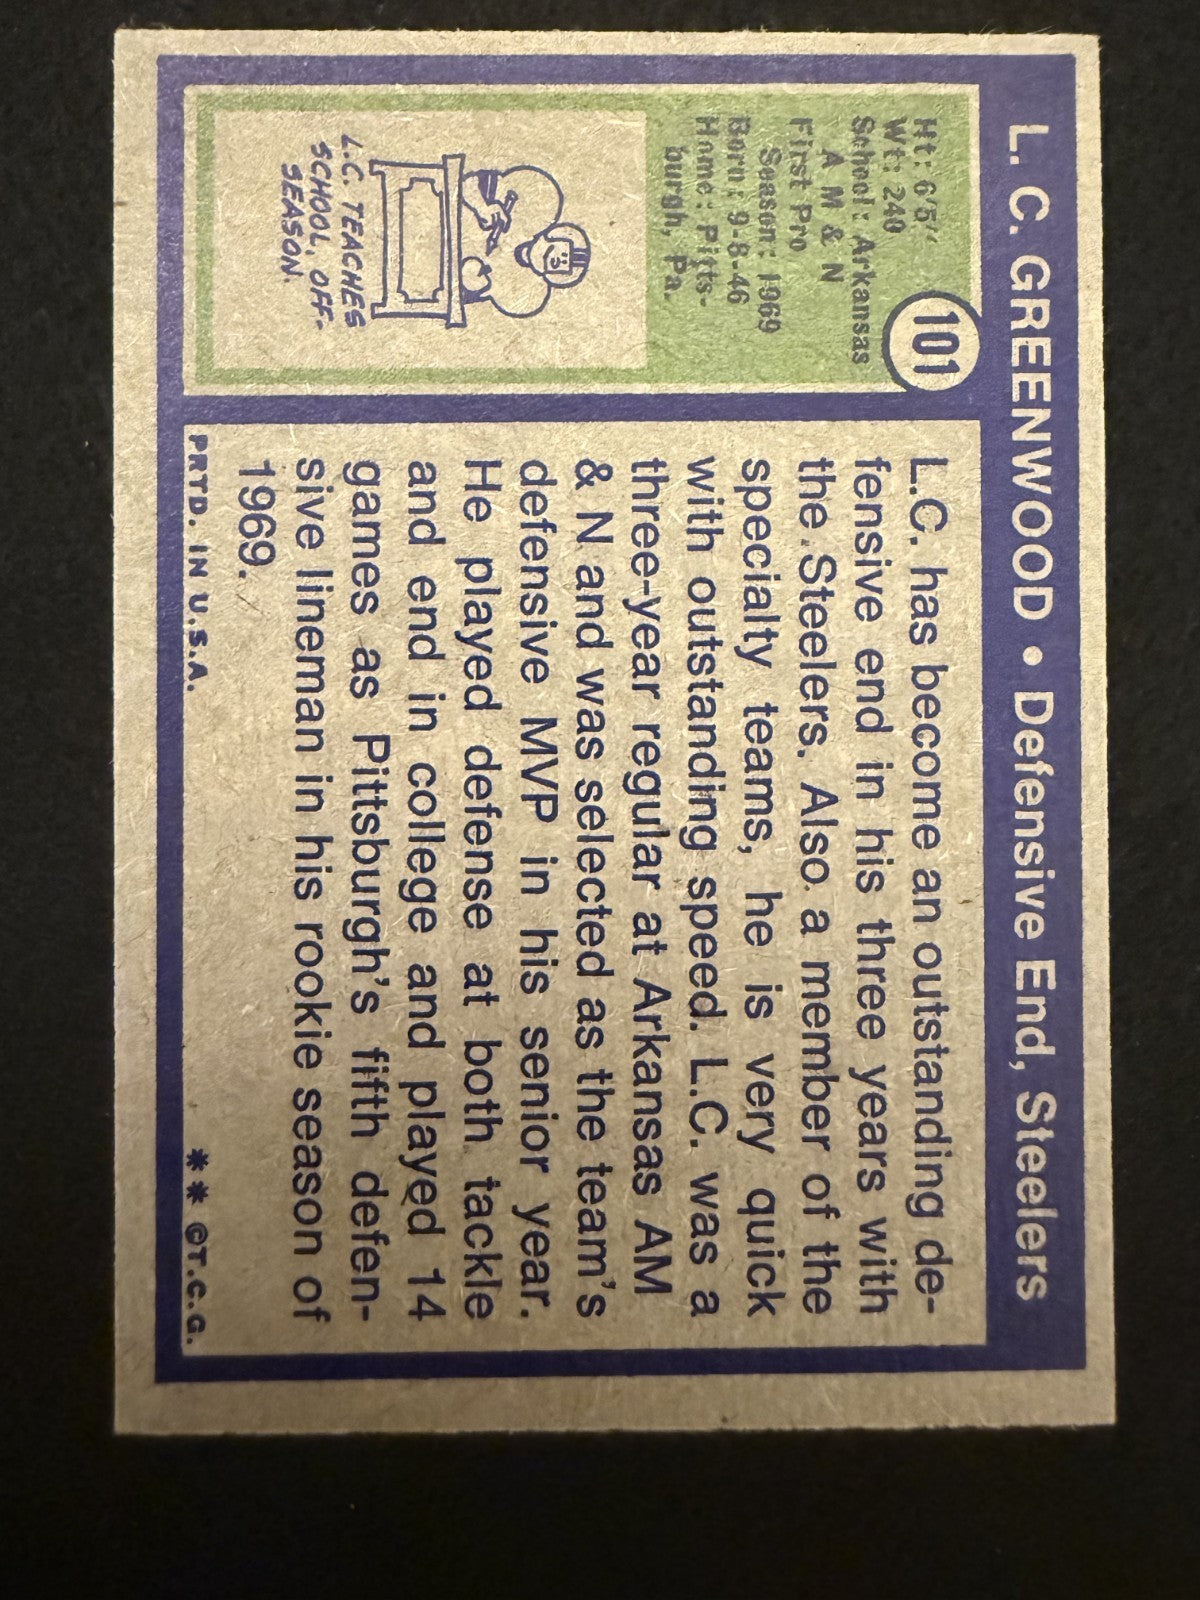 L. C. GREENWOOD • Defensive End, Steelers
101
Ht: 6'5"
Wt: 240
School: Arkansas
A M & N
First Pro
Season: 1969
Born: 9-8-46
Home: Pitts-
burgh, Pa.
L.C. TEACHES
SCHOOL, OFF-
SEASON.
L.C. has become an outstanding de-
fensive end in his three years with
the Steelers. Also a member of the
specialty teams, he is very quick
with outstanding speed. L.C. was a
three-year regular at Arkansas AM
& N and was selected as the team's
defensive MVP in his senior year.
He played defense at both tackle
and end in college and played 14
games as Pittsburgh's fifth defen-
sive lineman in his rookie season of
1969.
PRTD. IN U.S.A.
** ©T.C.G.